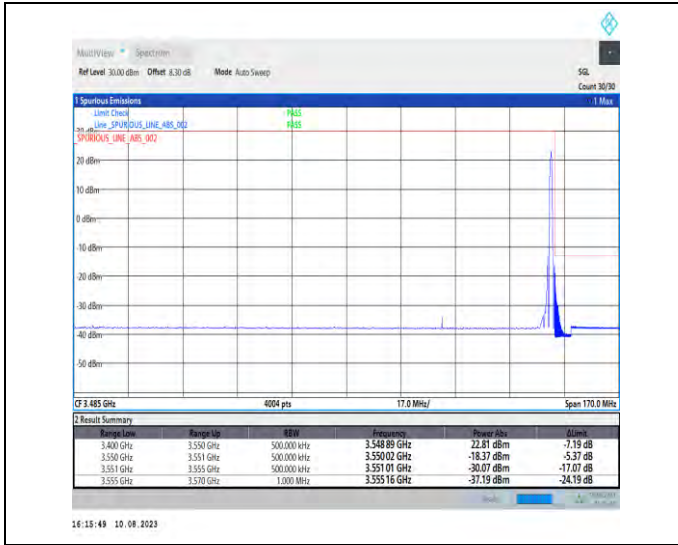 MultiView Spectrum
Ref Level 30.00 dBm Offset 8.30 dB Mode Auto Sweep SGL
Count 30/30
1 Spurious Emissions 1 Max
Limit Check PASS
Line _SPURIOUS_LINE_ABS_002 PASS
30 dBm
_SPURIOUS_LINE_ABS_002
20 dBm
10 dBm
0 dBm
-10 dBm
-20 dBm
-30 dBm
-40 dBm
-50 dBm
CF 3.485 GHz 4004 pts 17.0 MHz/ Span 170.0 MHz
2 Result Summary
Range Low Range Up RBW Frequency Power Abs ΔLimit
3.400 GHz 3.550 GHz 500.000 kHz 3.548 89 GHz 22.81 dBm -7.19 dB
3.550 GHz 3.551 GHz 500.000 kHz 3.550 02 GHz -18.37 dBm -5.37 dB
3.551 GHz 3.555 GHz 500.000 kHz 3.551 01 GHz -30.07 dBm -17.07 dB
3.555 GHz 3.570 GHz 1.000 MHz 3.555 16 GHz -37.19 dBm -24.19 dB
Ready
16:15:49 10.08.2023